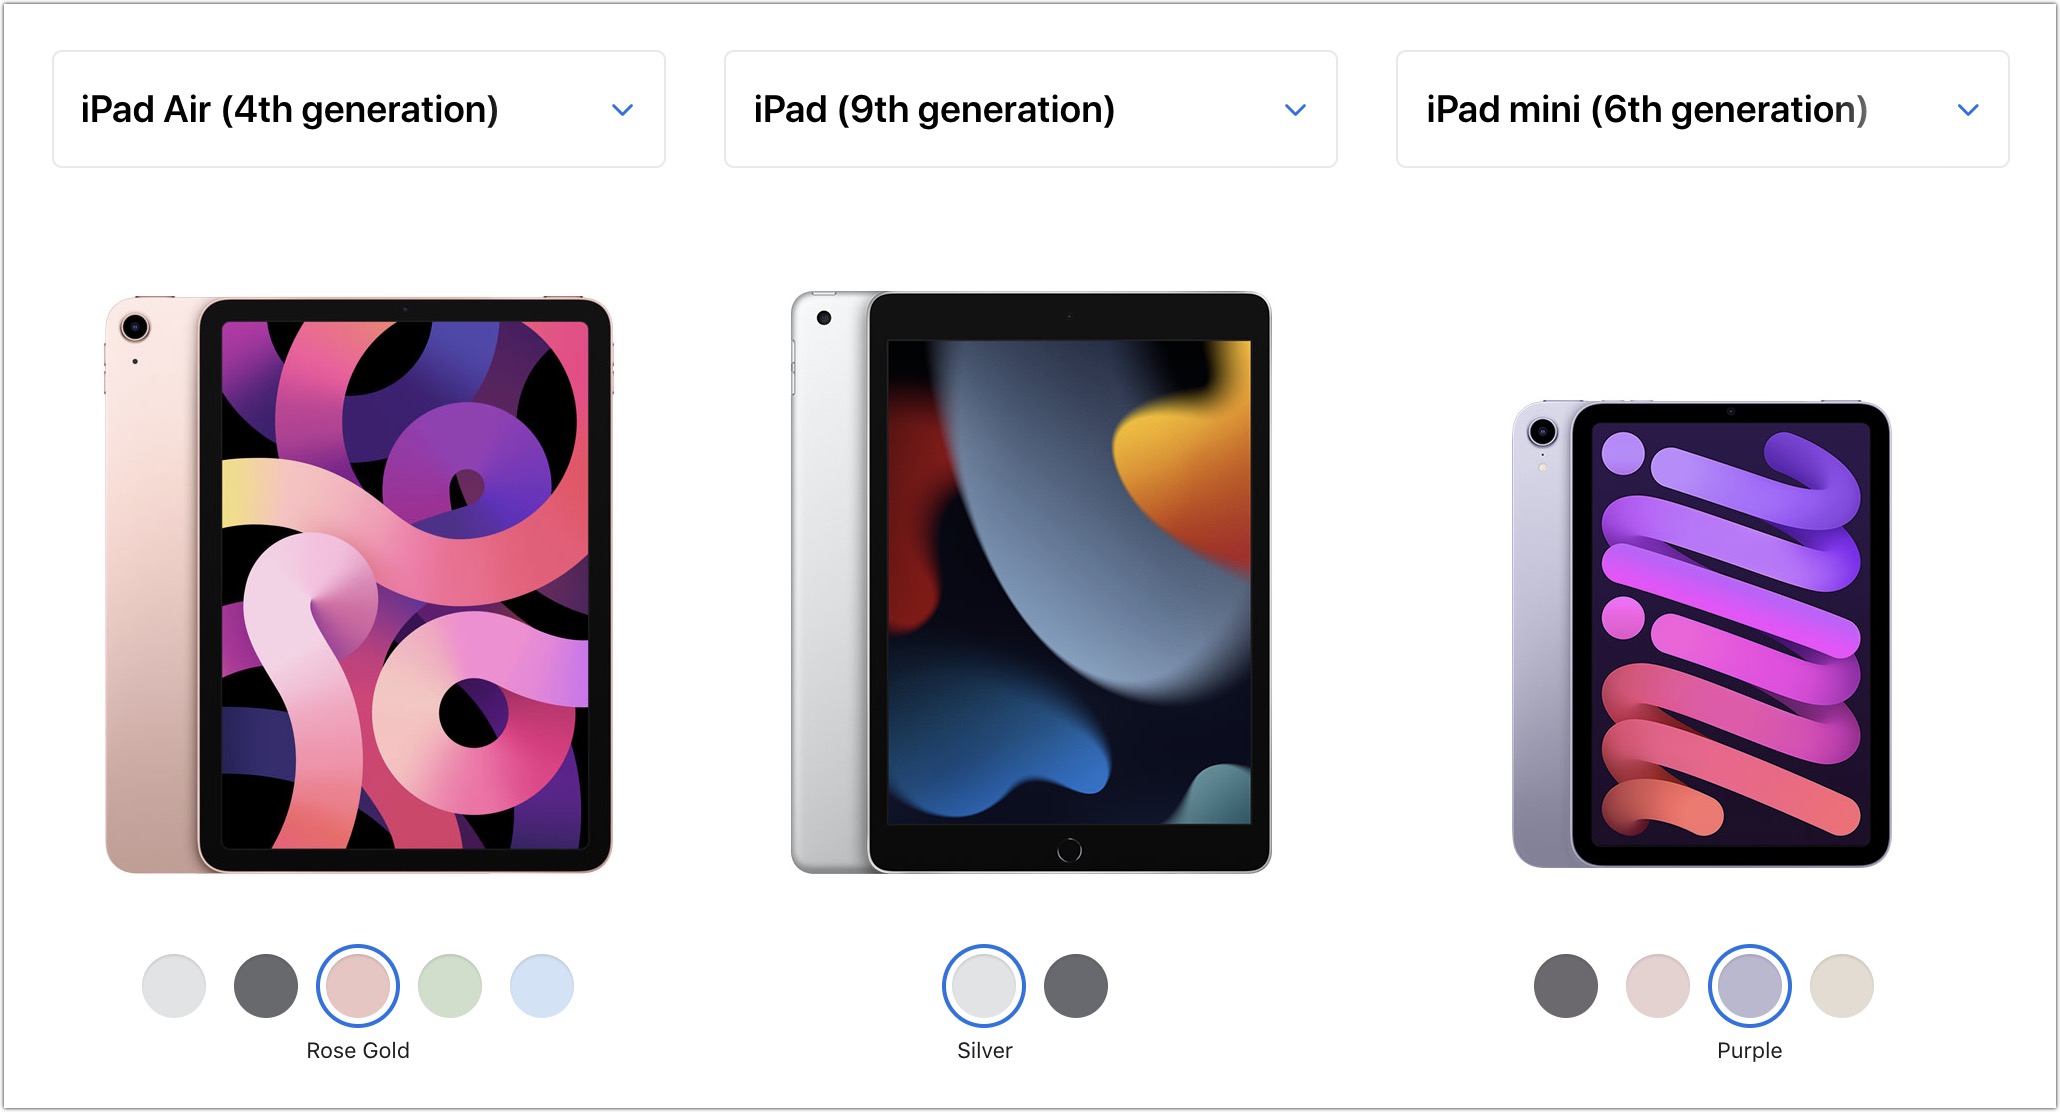 iPad Air (4th generation)
iPad (9th generation)
iPad mini (6th generation)
Rose Gold
Silver
Purple